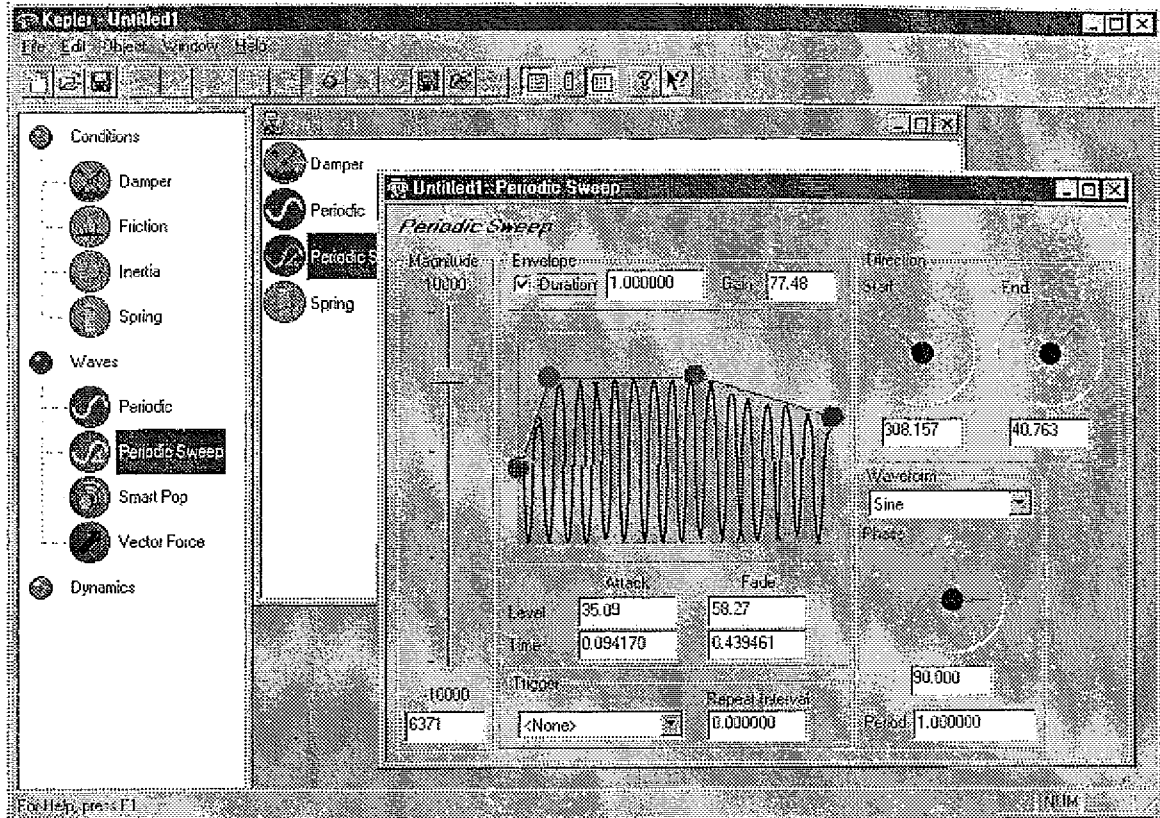 Kepler - Untitled1
File Edit Object Window Help
Conditions
Damper
Friction
Inertia
Spring
Waves
Periodic
Periodic Sweep
Smart Pop
Vector Force
Dynamics
Damper
Periodic
Periodic S
Spring
Untitled1: Periodic Sweep
Periodic Sweep
Magnitude
10000
-10000
6371
Envelope
Duration 1.000000 Gain 77.48
Attack Fade
Level 35.09 58.27
Time 0.094170 0.439461
Trigger
<None>
Repeat Interval
0.000000
Direction
Start End
308.157 40.763
Waveform
Sine
Phase
90.000
Period 1.000000
For Help, press F1
NUM